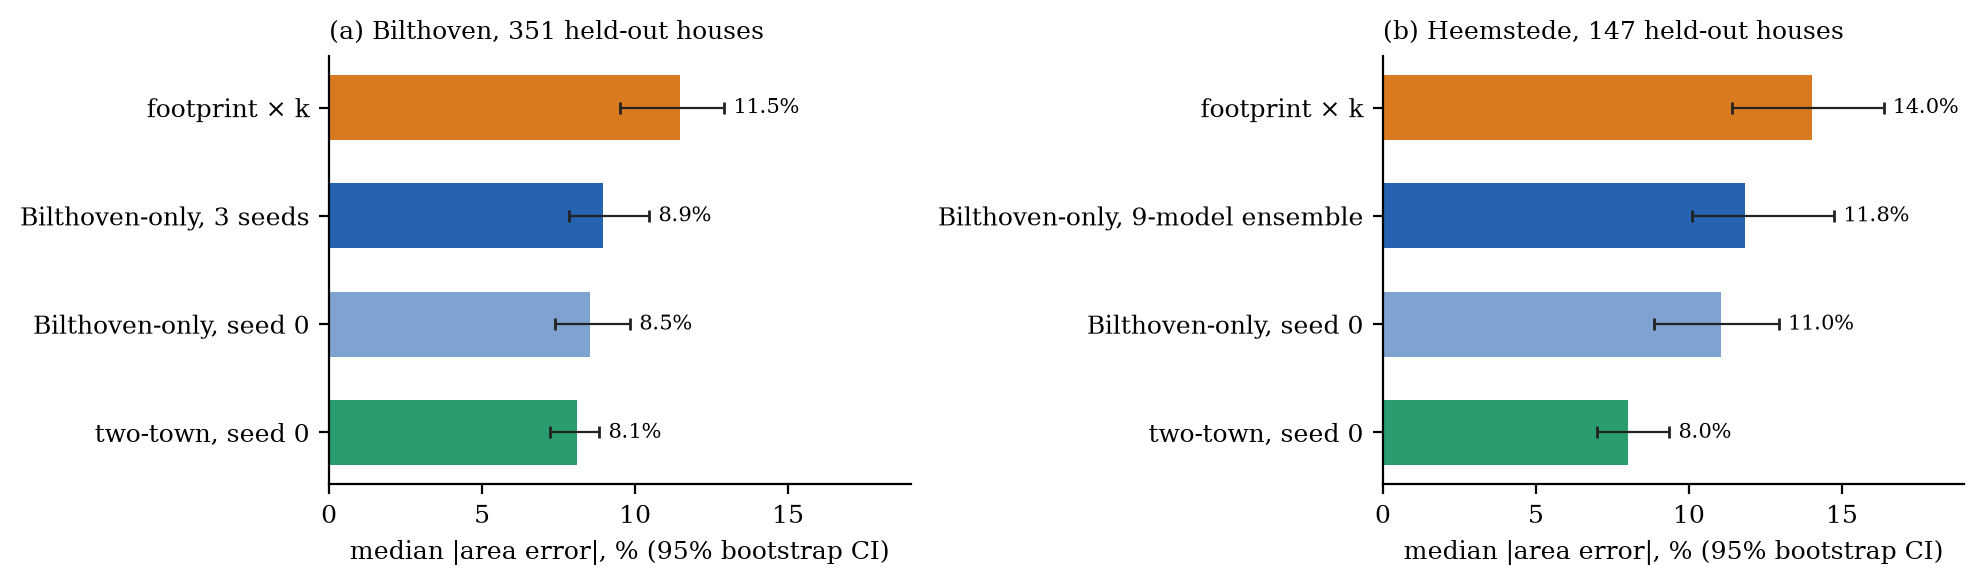 (a) Bilthoven, 351 held-out houses
footprint × k
11.5%
Bilthoven-only, 3 seeds
8.9%
Bilthoven-only, seed 0
8.5%
two-town, seed 0
8.1%
0 5 10 15
median |area error|, % (95% bootstrap CI)
(b) Heemstede, 147 held-out houses
footprint × k
14.0%
Bilthoven-only, 9-model ensemble
11.8%
Bilthoven-only, seed 0
11.0%
two-town, seed 0
8.0%
0 5 10 15
median |area error|, % (95% bootstrap CI)